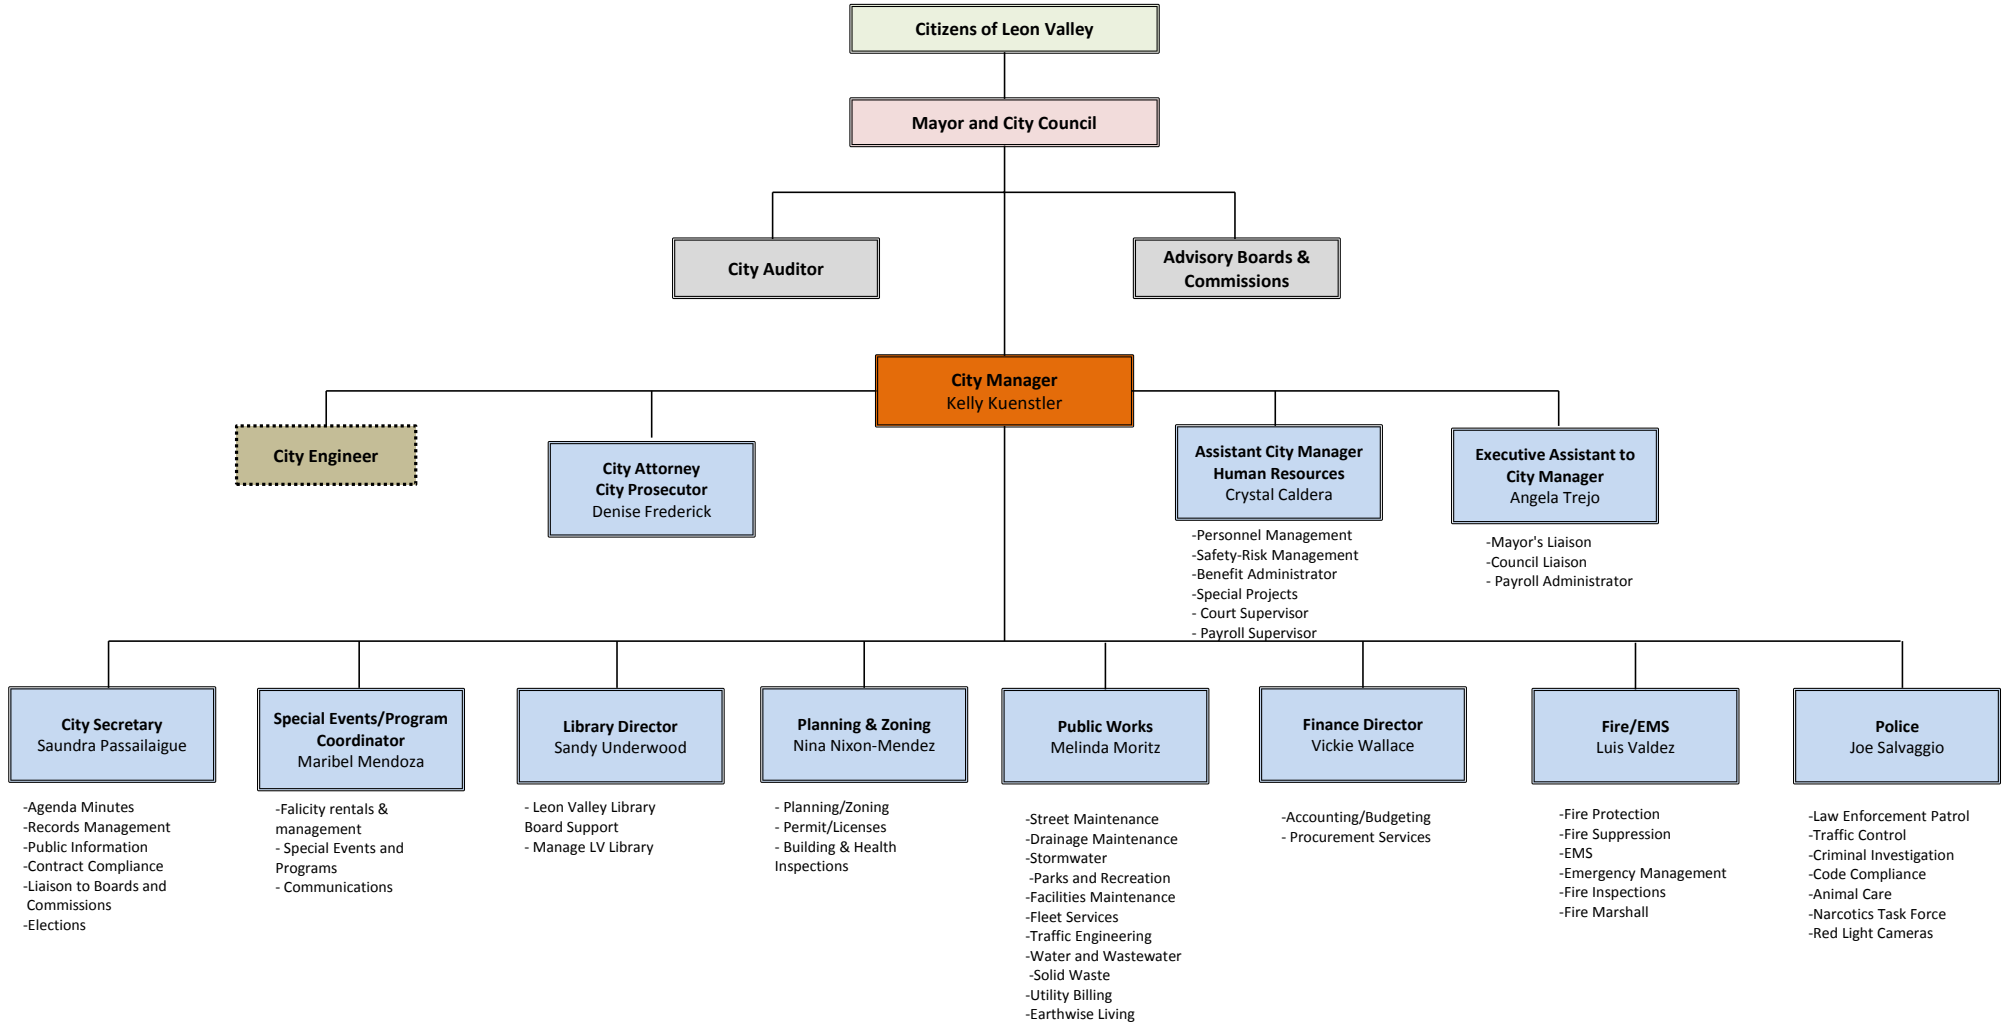 Citizens of Leon Valley
Mayor and City Council
City Auditor
Advisory Boards &
Commissions
City Manager
Kelly Kuenstler
City Engineer
City Attorney
City Prosecutor
Denise Frederick
Assistant City Manager
Human Resources
Crystal Caldera
-Personnel Management
-Safety-Risk Management
-Benefit Administrator
-Special Projects
- Court Supervisor
- Payroll Supervisor
Executive Assistant to
City Manager
Angela Trejo
-Mayor's Liaison
-Council Liaison
- Payroll Administrator
City Secretary
Saundra Passailaigue
-Agenda Minutes
-Records Management
-Public Information
-Contract Compliance
-Liaison to Boards and
Commissions
-Elections
Special Events/Program
Coordinator
Maribel Mendoza
-Falicity rentals &
management
- Special Events and
Programs
- Communications
Library Director
Sandy Underwood
- Leon Valley Library
Board Support
- Manage LV Library
Planning & Zoning
Nina Nixon-Mendez
- Planning/Zoning
- Permit/Licenses
- Building & Health
Inspections
Public Works
Melinda Moritz
-Street Maintenance
-Drainage Maintenance
-Stormwater
-Parks and Recreation
-Facilities Maintenance
-Fleet Services
-Traffic Engineering
-Water and Wastewater
-Solid Waste
-Utility Billing
-Earthwise Living
Finance Director
Vickie Wallace
-Accounting/Budgeting
- Procurement Services
Fire/EMS
Luis Valdez
-Fire Protection
-Fire Suppression
-EMS
-Emergency Management
-Fire Inspections
-Fire Marshall
Police
Joe Salvaggio
-Law Enforcement Patrol
-Traffic Control
-Criminal Investigation
-Code Compliance
-Animal Care
-Narcotics Task Force
-Red Light Cameras